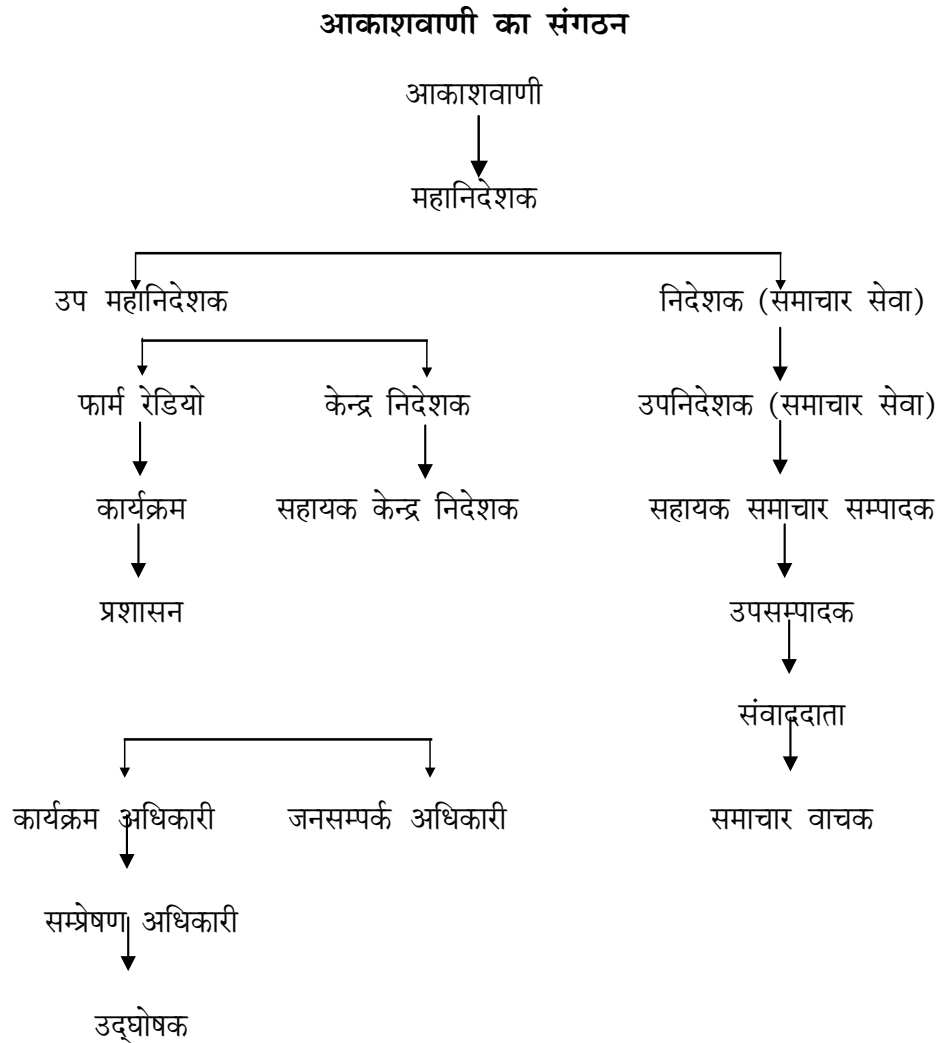 आकाशवाणी का संगठन
आकाशवाणी
महानिदेशक
उप महानिदेशक निदेशक (समाचार सेवा)
फार्म रेडियो केन्द्र निदेशक उपनिदेशक (समाचार सेवा)
कार्यक्रम सहायक केन्द्र निदेशक सहायक समाचार सम्पादक
प्रशासन उपसम्पादक
संवाददाता
कार्यक्रम अधिकारी जनसम्पर्क अधिकारी समाचार वाचक
सम्प्रेषण अधिकारी
उद्घोषक